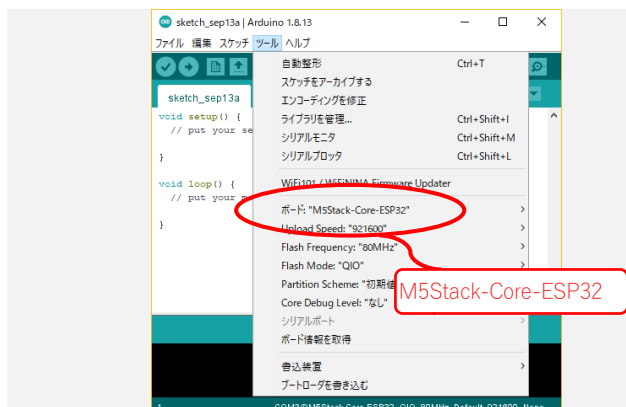 sketch_sep13a | Arduino 1.8.13
ファイル 編集 スケッチ ツール ヘルプ
sketch_sep13a
void setup() {
// put your se
}
void loop() {
// put your
}
自動整形 Ctrl+T
スケッチをアーカイブする
エンコーディングを修正
ライブラリを管理... Ctrl+Shift+I
シリアルモニタ Ctrl+Shift+M
シリアルプロッタ Ctrl+Shift+L
WiFi101 / WiFiNINA Firmware Updater
ボード: "M5Stack-Core-ESP32"
Upload Speed: "921600"
Flash Frequency: "80MHz"
Flash Mode: "QIO"
Partition Scheme: "初期値
Core Debug Level: "なし"
シリアルポート
ボード情報を取得
書込装置
ブートローダを書き込む
M5Stack-Core-ESP32